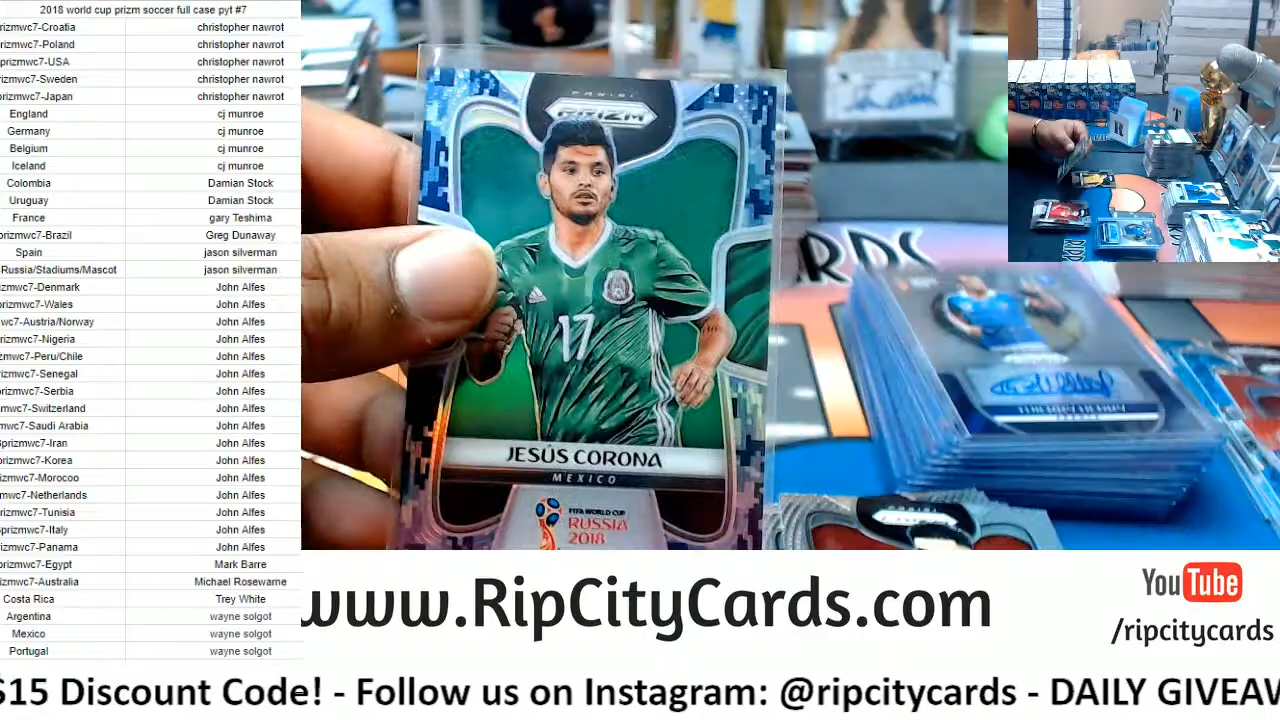 2018 world cup prizm soccer full case pyt #7
rizmwc7-Croatia christopher nawrot
rizmwc7-Poland christopher nawrot
rizmwc7-USA christopher nawrot
rizmwc7-Sweden christopher nawrot
rizmwc7-Japan christopher nawrot
England cj munroe
Germany cj munroe
Belgium cj munroe
Iceland cj munroe
Colombia Damian Stock
Uruguay Damian Stock
France gary Teshima
prizmwc7-Brazil Greg Dunaway
Spain jason silverman
Russia/Stadiums/Mascot jason silverman
rizmwc7-Denmark John Alfes
rizmwc7-Wales John Alfes
wc7-Austria/Norway John Alfes
rizmwc7-Nigeria John Alfes
zmwc7-Peru/Chile John Alfes
rizmwc7-Senegal John Alfes
rizmwc7-Serbia John Alfes
mwc7-Switzerland John Alfes
mwc7-Saudi Arabia John Alfes
prizmwc7-Iran John Alfes
rizmwc7-Korea John Alfes
izmwc7-Morocoo John Alfes
mwc7-Netherlands John Alfes
rizmwc7-Tunisia John Alfes
prizmwc7-Italy John Alfes
izmwc7-Panama John Alfes
rizmwc7-Egypt Mark Barre
izmwc7-Australia Michael Rosewarne
Costa Rica Trey White
Argentina wayne solgot
Mexico wayne solgot
Portugal wayne solgot
PANINI
PRIZM
17
JESÚS CORONA
MEXICO
FIFA WORLD CUP
RUSSIA
2018
RDS
www.RipCityCards.com
YouTube
/ripcitycards
$15 Discount Code! - Follow us on Instagram: @ripcitycards - DAILY GIVEAW